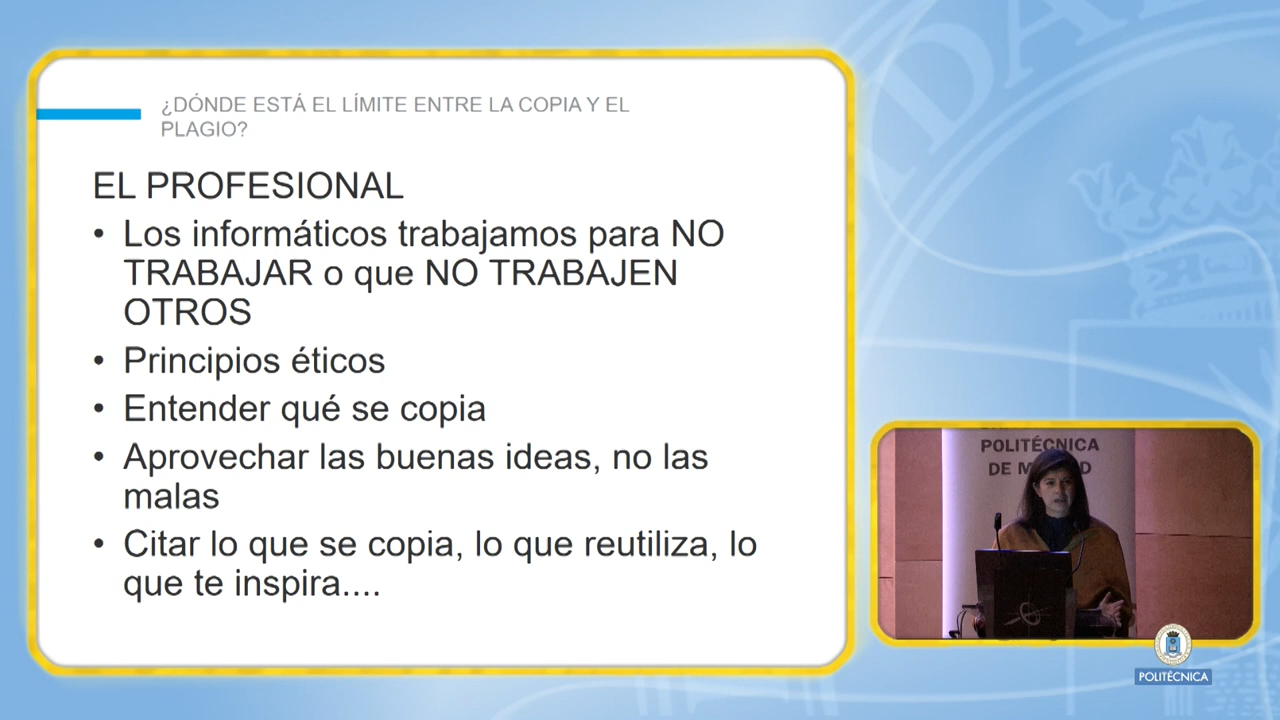 ¿DÓNDE ESTÁ EL LÍMITE ENTRE LA COPIA Y EL
PLAGIO?
EL PROFESIONAL
• Los informáticos trabajamos para NO
TRABAJAR o que NO TRABAJEN
OTROS
• Principios éticos
• Entender qué se copia
• Aprovechar las buenas ideas, no las
malas
• Citar lo que se copia, lo que reutiliza, lo
que te inspira....
POLITÉCNICA
DE M D
POLITÉCNICA